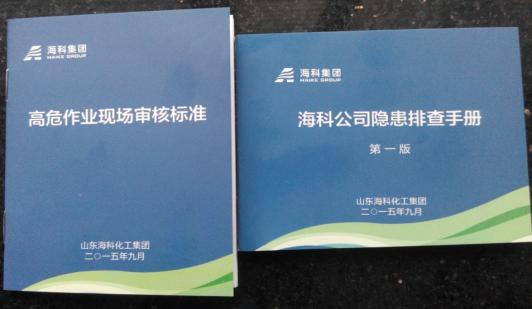 海科集团
HAIKE GROUP
高危作业现场审核标准
山东海科化工集团
二〇一五年九月
海科集团
HAIKE GROUP
海科公司隐患排查手册
第一版
山东海科化工集团
二〇一五年九月